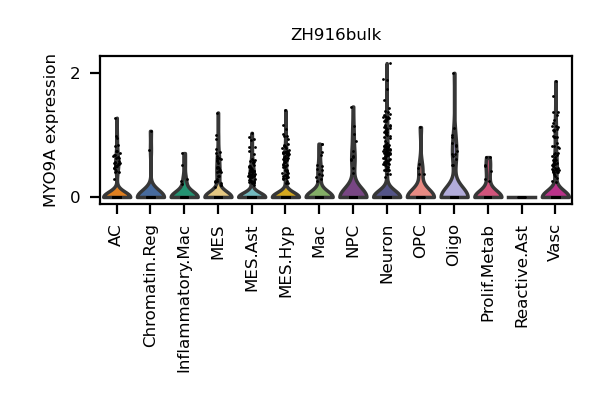 ZH916bulk
MYO9A expression
2
0
AC
Chromatin.Reg
Inflammatory.Mac
MES
MES.Ast
MES.Hyp
Mac
NPC
Neuron
OPC
Oligo
Prolif.Metab
Reactive.Ast
Vasc